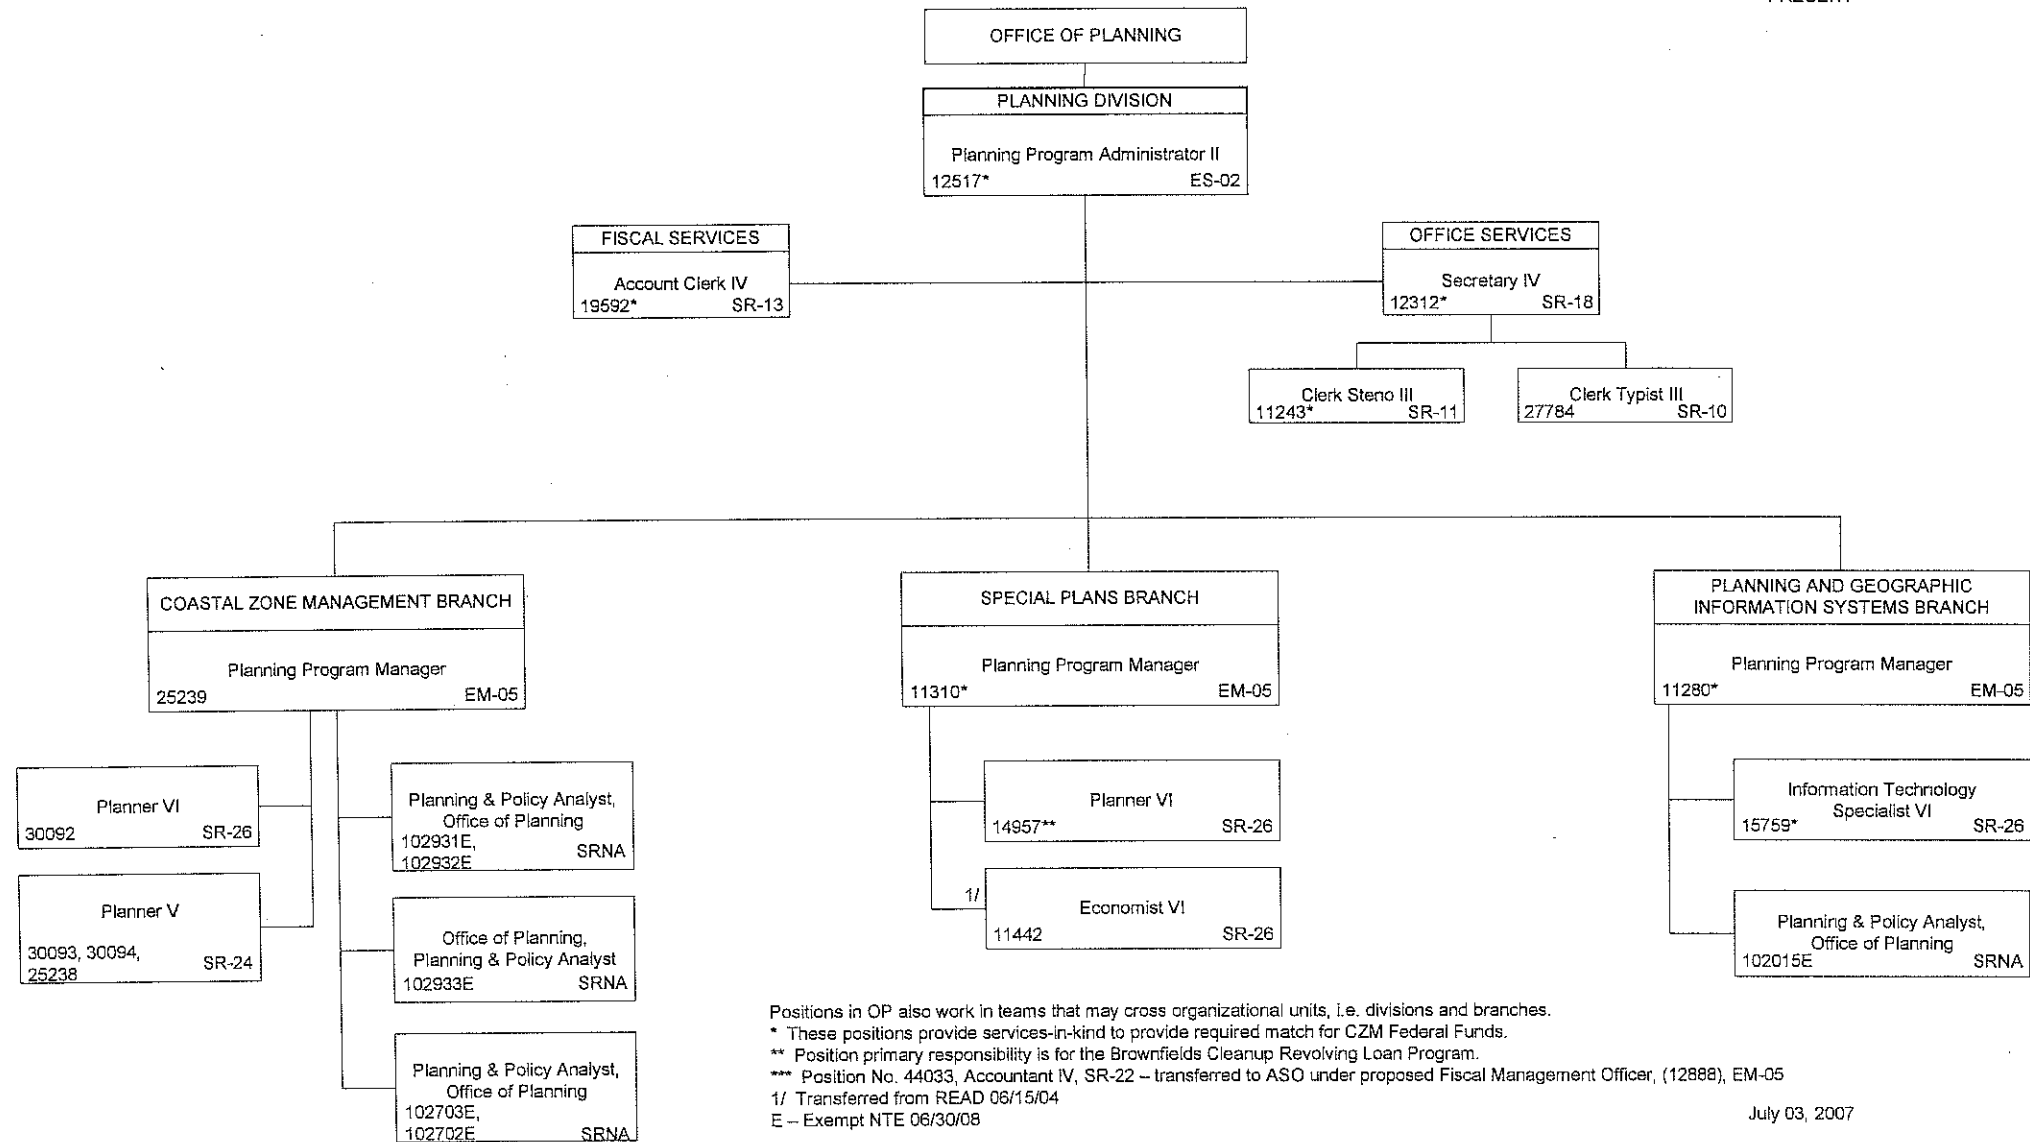 OFFICE OF PLANNING
PLANNING DIVISION
Planning Program Administrator II
12517* ES-02
FISCAL SERVICES
Account Clerk IV
19592* SR-13
OFFICE SERVICES
Secretary IV
12312* SR-18
Clerk Steno III
11243* SR-11
Clerk Typist III
27784 SR-10
COASTAL ZONE MANAGEMENT BRANCH
Planning Program Manager
25239 EM-05
SPECIAL PLANS BRANCH
Planning Program Manager
11310* EM-05
PLANNING AND GEOGRAPHIC
INFORMATION SYSTEMS BRANCH
Planning Program Manager
11280* EM-05
Planner VI
30092 SR-26
Planner V
30093, 30094,
25238 SR-24
Planning & Policy Analyst,
Office of Planning
102931E,
102932E SRNA
Office of Planning,
Planning & Policy Analyst
102933E SRNA
Planning & Policy Analyst,
Office of Planning
102703E,
102702E SRNA
Planner VI
14957** SR-26
1/
Economist VI
11442 SR-26
Information Technology
Specialist VI
15759* SR-26
Planning & Policy Analyst,
Office of Planning
102015E SRNA
Positions in OP also work in teams that may cross organizational units, i.e. divisions and branches.
* These positions provide services-in-kind to provide required match for CZM Federal Funds.
** Position primary responsibility is for the Brownfields Cleanup Revolving Loan Program.
*** Position No. 44033, Accountant IV, SR-22 – transferred to ASO under proposed Fiscal Management Officer, (12888), EM-05
1/ Transferred from READ 06/15/04
E – Exempt NTE 06/30/08
July 03, 2007